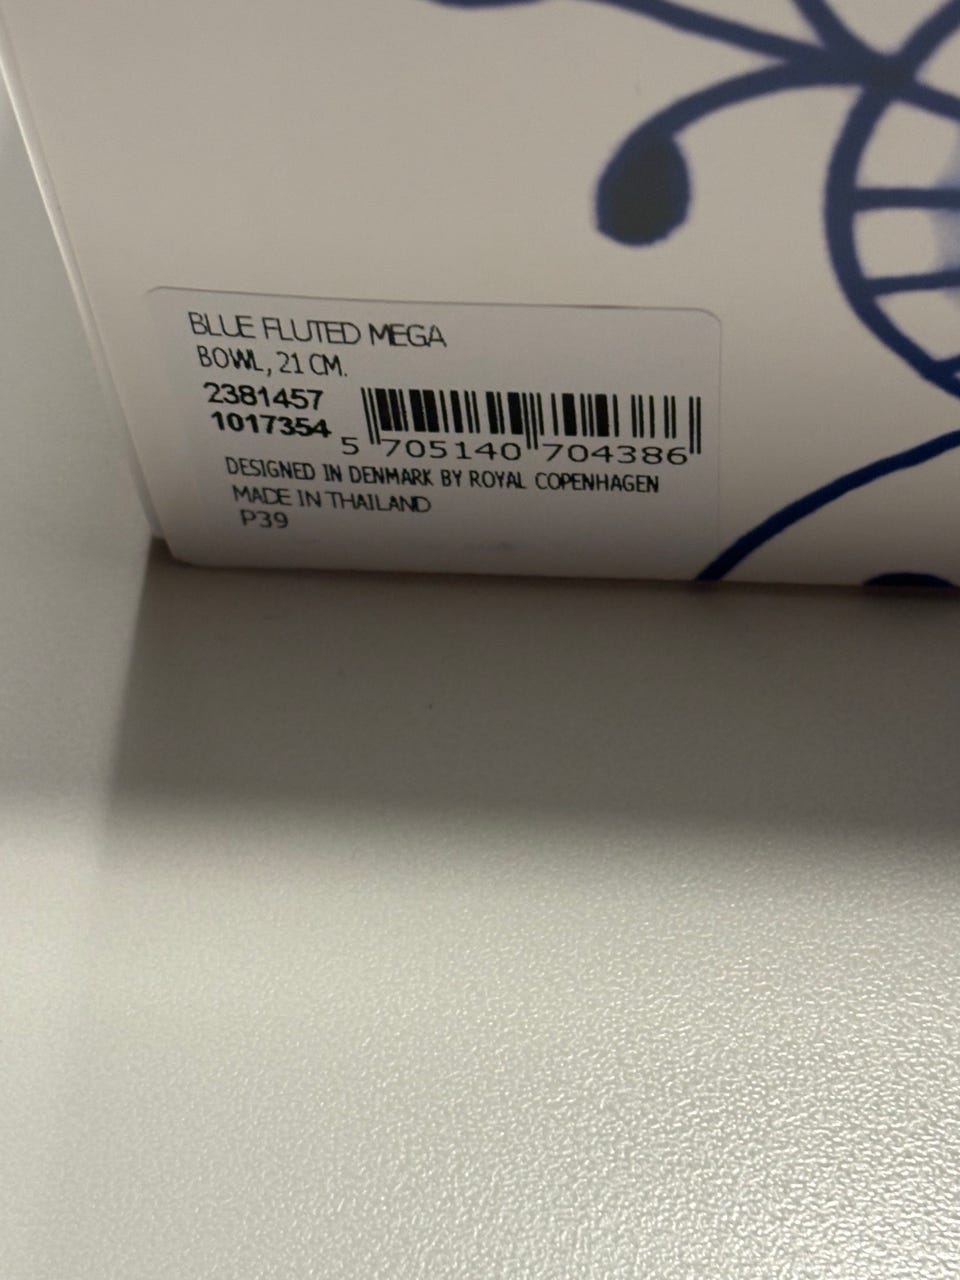 BLUE FLUTED MEGA
BOWL, 21 CM.
2381457
1017354
5 705140 704386
DESIGNED IN DENMARK BY ROYAL COPENHAGEN
MADE IN THAILAND
P39